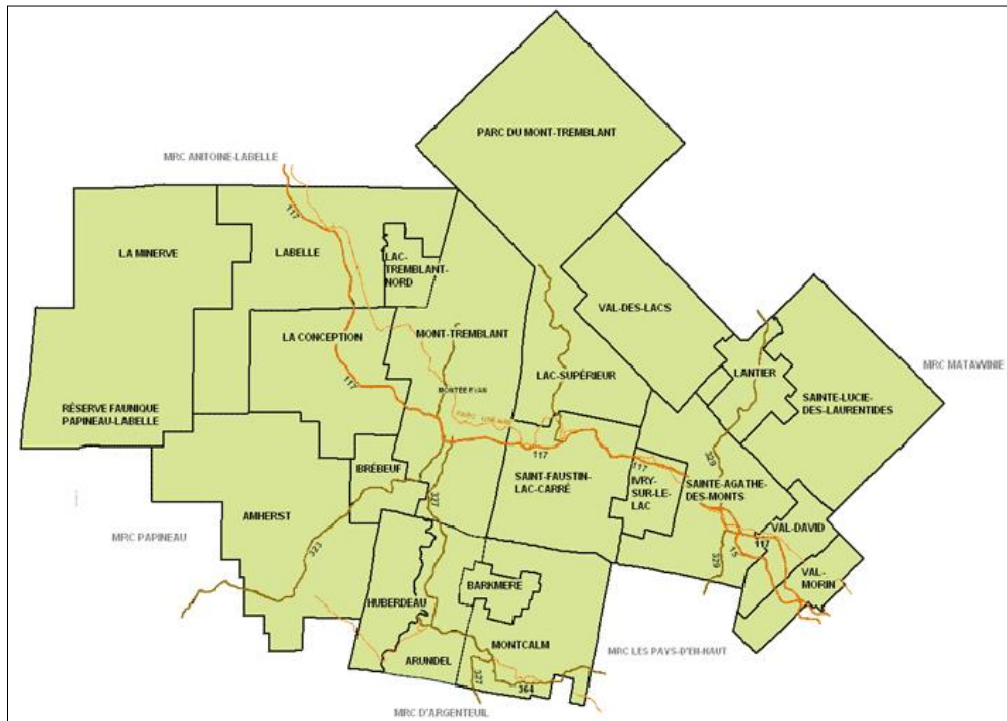 PARC DU MONT-TREMBLANT
MRC ANTOINE-LABELLE
117
LA MINERVE
LABELLE
LAC-
TREMBLANT-
NORD
VAL-DES-LACS
LA CONCEPTION
MONT-TREMBLANT
MRC MATAWINIE
LAC-SUPÉRIEUR
LANTIER
117
MONTÉE RYAN
SAINTE-LUCIE-
DES-LAURENTIDES
RÉSERVE FAUNIQUE
PAPINEAU-LABELLE
117
329
BRÉBEUF
SAINT-FAUSTIN-
LAC-CARRÉ
117
IVRY-
SUR-LE-
LAC
SAINTE-AGATHE-
DES-MONTS
AMHERST
327
VAL-DAVID
MRC PAPINEAU
323
117
15
329
VAL-
MORIN
BARKMERE
HUBERDEAU
MONTCALM
MRC LES PAYS-D'EN-HAUT
ARUNDEL
327
364
MRC D'ARGENTEUIL